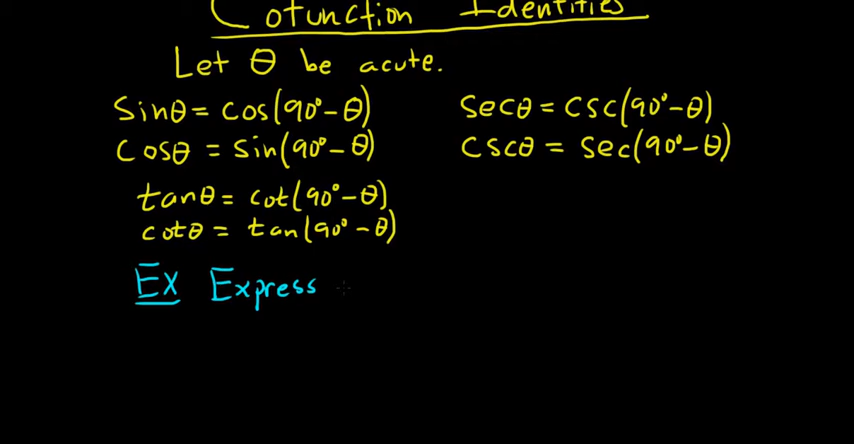 Cofunction Identities
Let θ be acute.
Sinθ = cos(90° - θ)
Cosθ = sin(90° - θ)
tanθ = cot(90° - θ)
cotθ = tan(90° - θ)
Secθ = csc(90° - θ)
Cscθ = Sec(90° - θ)
EX Express